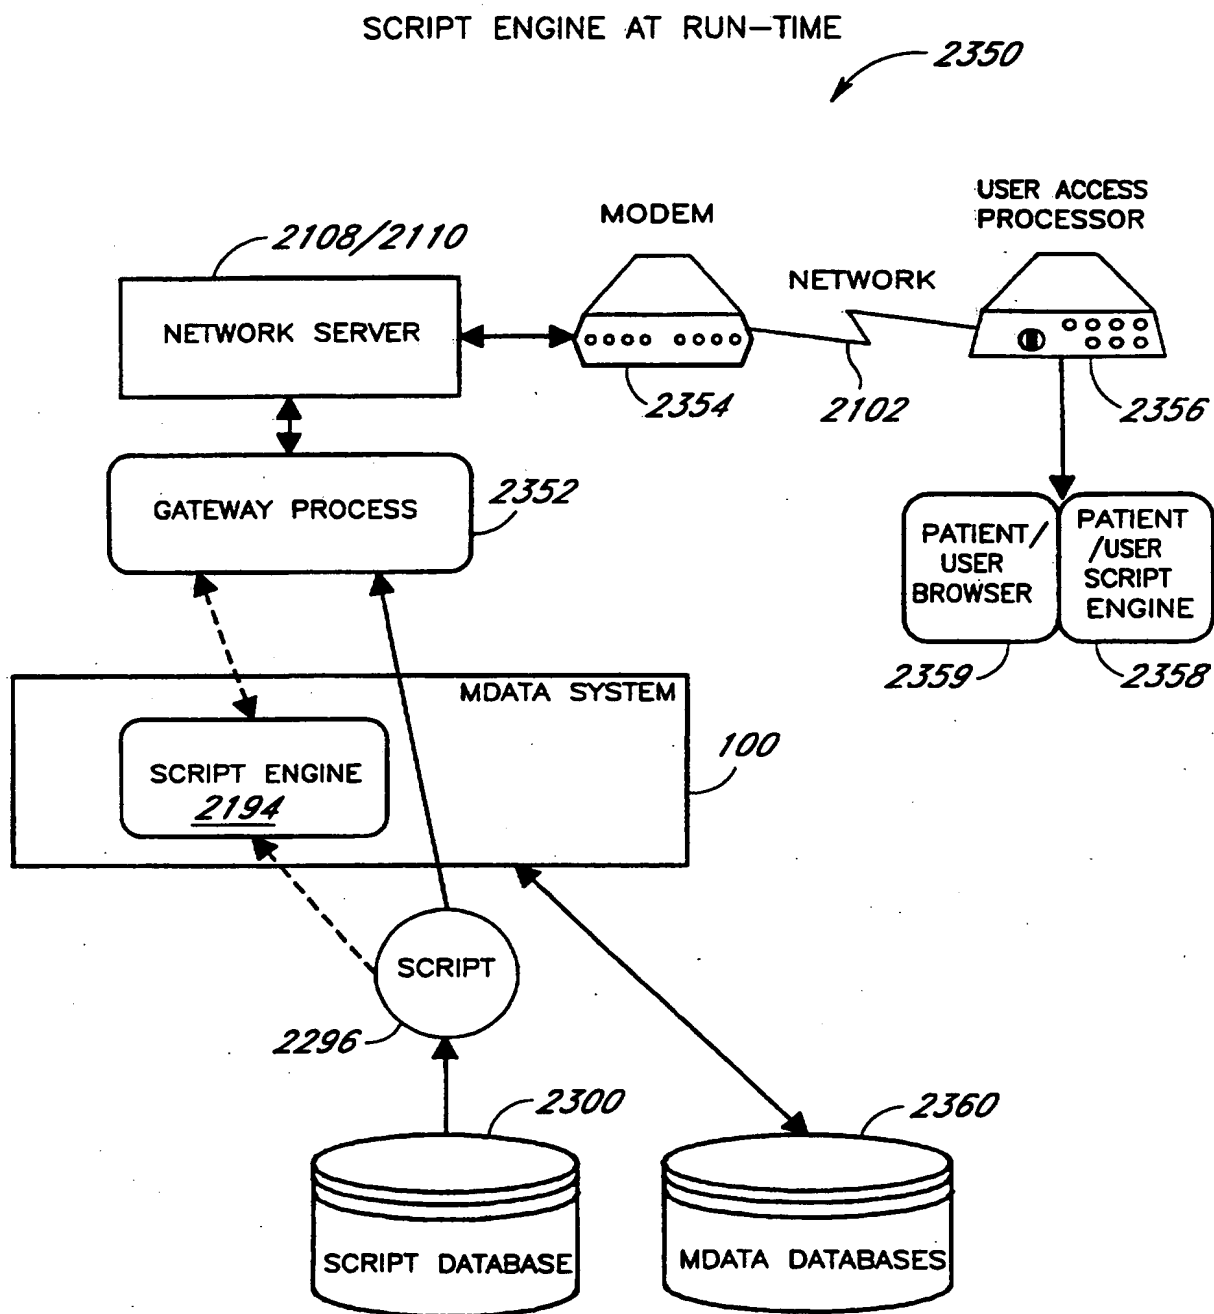 SCRIPT ENGINE AT RUN-TIME
2350
USER ACCESS
PROCESSOR
MODEM
2108/2110
NETWORK
NETWORK SERVER
2354
2102
2356
GATEWAY PROCESS
2352
PATIENT/
USER
BROWSER
PATIENT
/USER
SCRIPT
ENGINE
2359
2358
MDATA SYSTEM
100
SCRIPT ENGINE
2194
SCRIPT
2296
2300
2360
SCRIPT DATABASE
MDATA DATABASES